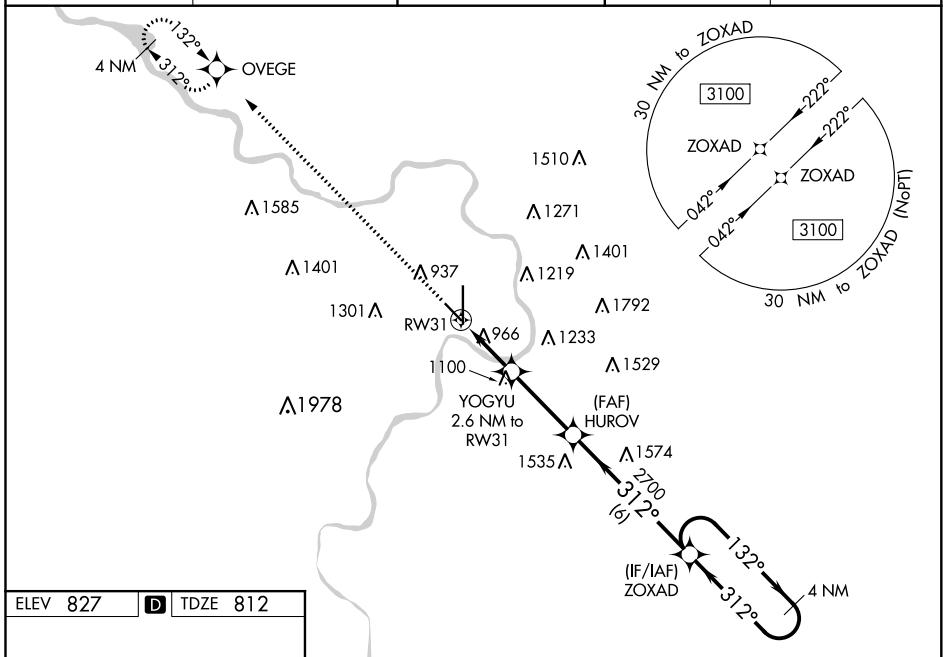 132°
4 NM
312°
OVEGE
30 NM to ZOXAD
3100
222°
ZOXAD
042°
222°
ZOXAD
042°
3100
30 NM to ZOXAD (NoPT)
1510
1585
1271
1401
937
1219
1401
1301
RW31
966
1792
1233
1100
1529
1978
YOGYU
2.6 NM to
RW31
(FAF)
HUROV
1535
1574
2700
312°
(6)
(IF/IAF)
ZOXAD
132°
312°
4 NM
ELEV 827 D TDZE 812